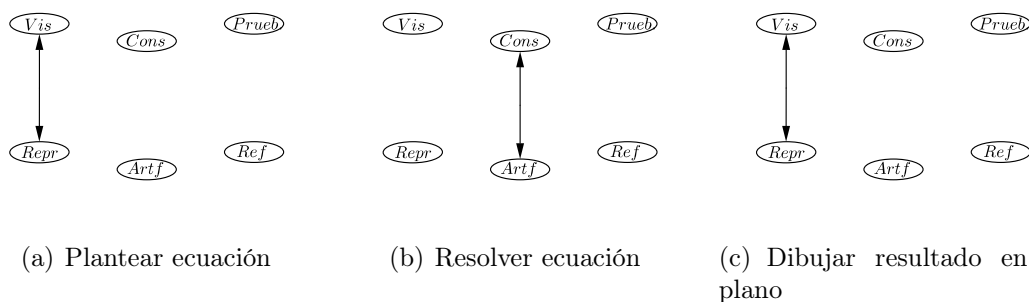 Vis Cons Prueb
Repr Artf Ref
(a) Plantear ecuación
Vis Cons Prueb
Repr Artf Ref
(b) Resolver ecuación
Vis Cons Prueb
Repr Artf Ref
(c) Dibujar resultado en
plano